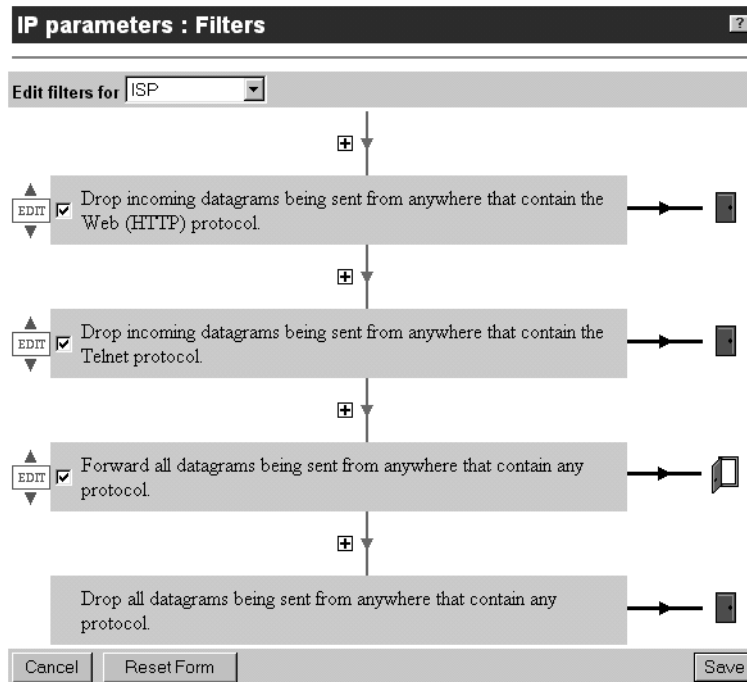 IP parameters : Filters
?
Edit filters for ISP
EDIT
Drop incoming datagrams being sent from anywhere that contain the
Web (HTTP) protocol.
EDIT
Drop incoming datagrams being sent from anywhere that contain the
Telnet protocol.
EDIT
Forward all datagrams being sent from anywhere that contain any
protocol.
Drop all datagrams being sent from anywhere that contain any
protocol.
Cancel Reset Form Save